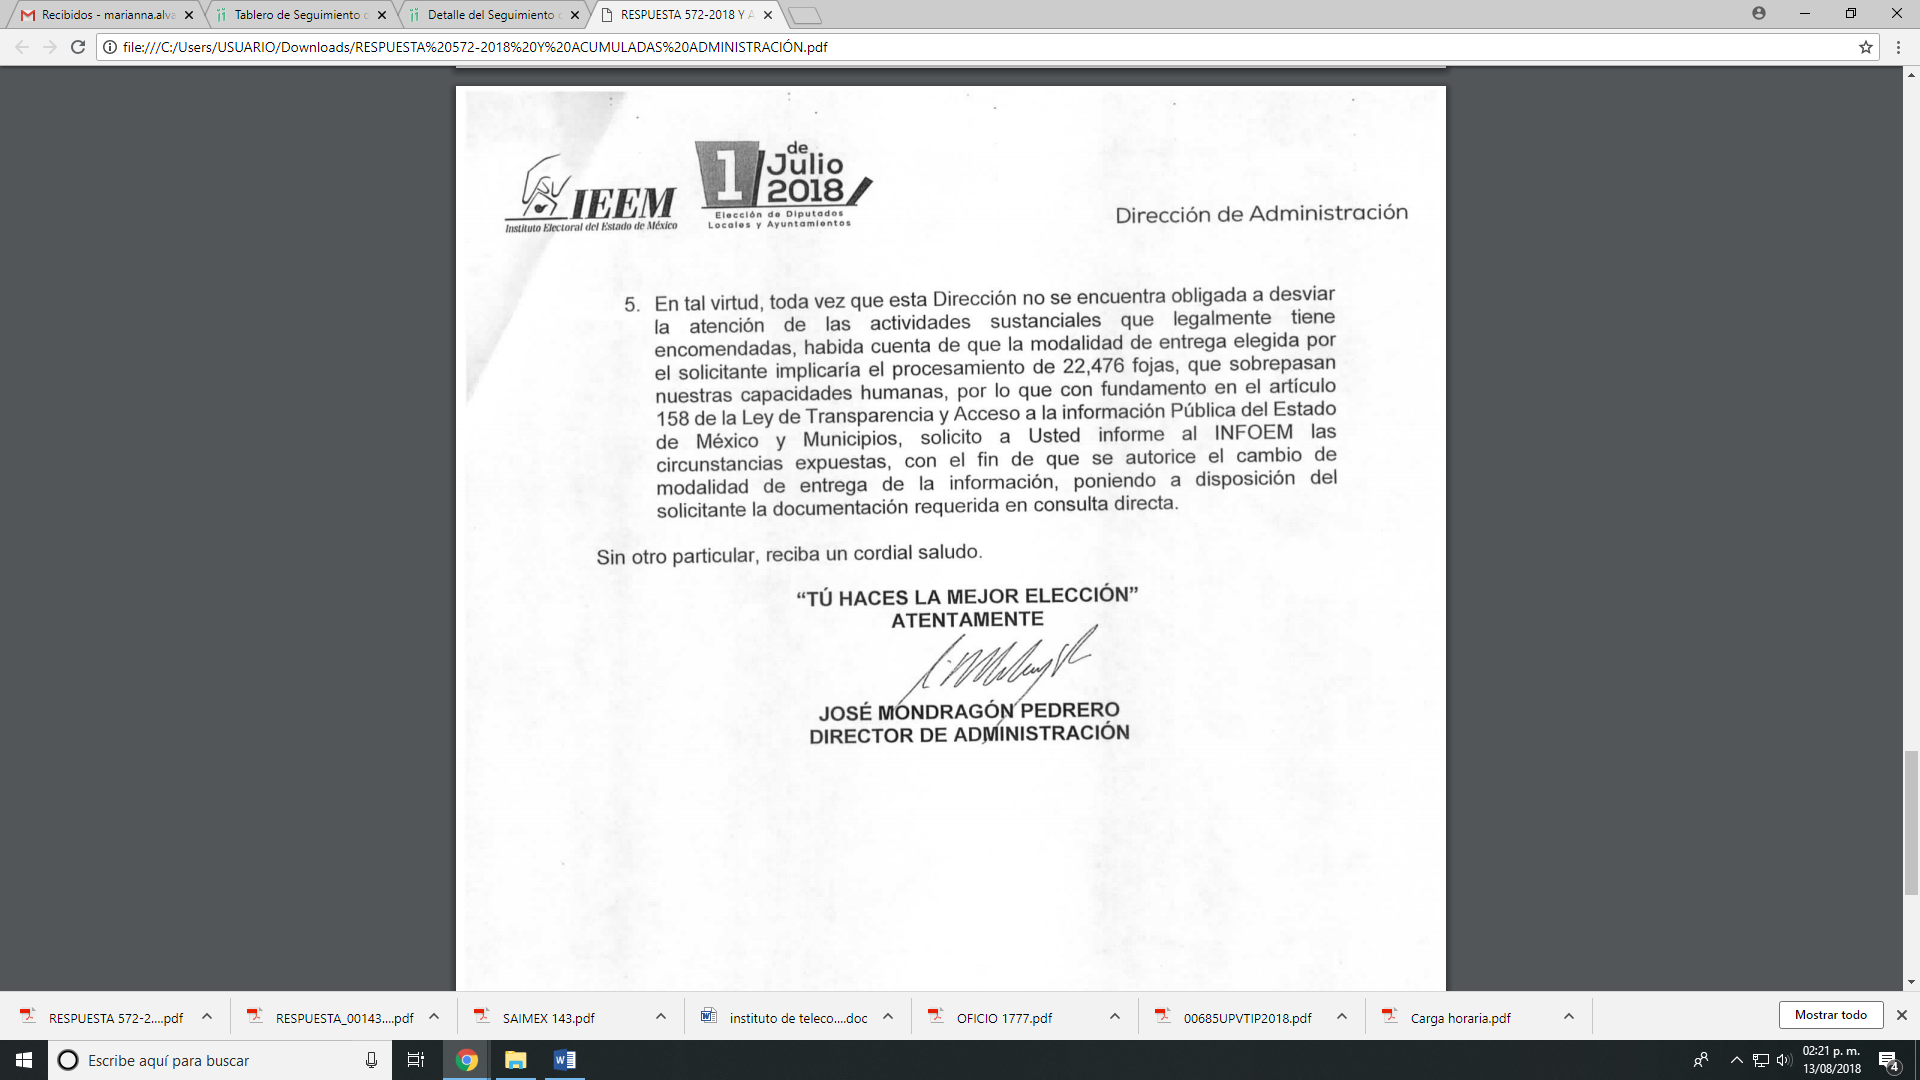 Recibidos - marianna.alva
Tablero de Seguimiento
Detalle del Seguimiento
RESPUESTA 572-2018 Y A
file:///C:/Users/USUARIO/Downloads/RESPUESTA%20572-2018%20Y%20ACUMULADAS%20ADMINISTRACIÓN.pdf
IEEM
Instituto Electoral del Estado de México
1 de Julio 2018
Elección de Diputados
Locales y Ayuntamientos
Dirección de Administración
5. En tal virtud, toda vez que esta Dirección no se encuentra obligada a desviar
la atención de las actividades sustanciales que legalmente tiene
encomendadas, habida cuenta de que la modalidad de entrega elegida por
el solicitante implicaría el procesamiento de 22,476 fojas, que sobrepasan
nuestras capacidades humanas, por lo que con fundamento en el artículo
158 de la Ley de Transparencia y Acceso a la información Pública del Estado
de México y Municipios, solicito a Usted informe al INFOEM las
circunstancias expuestas, con el fin de que se autorice el cambio de
modalidad de entrega de la información, poniendo a disposición del
solicitante la documentación requerida en consulta directa.
Sin otro particular, reciba un cordial saludo.
“TÚ HACES LA MEJOR ELECCIÓN”
ATENTAMENTE
JOSÉ MONDRAGÓN PEDRERO
DIRECTOR DE ADMINISTRACIÓN
RESPUESTA 572-2....pdf
RESPUESTA_00143....pdf
SAIMEX 143.pdf
instituto de teleco....doc
OFICIO 1777.pdf
00685UPVTIP2018.pdf
Carga horaria.pdf
Mostrar todo
Escribe aquí para buscar
02:21 p. m.
13/08/2018
4